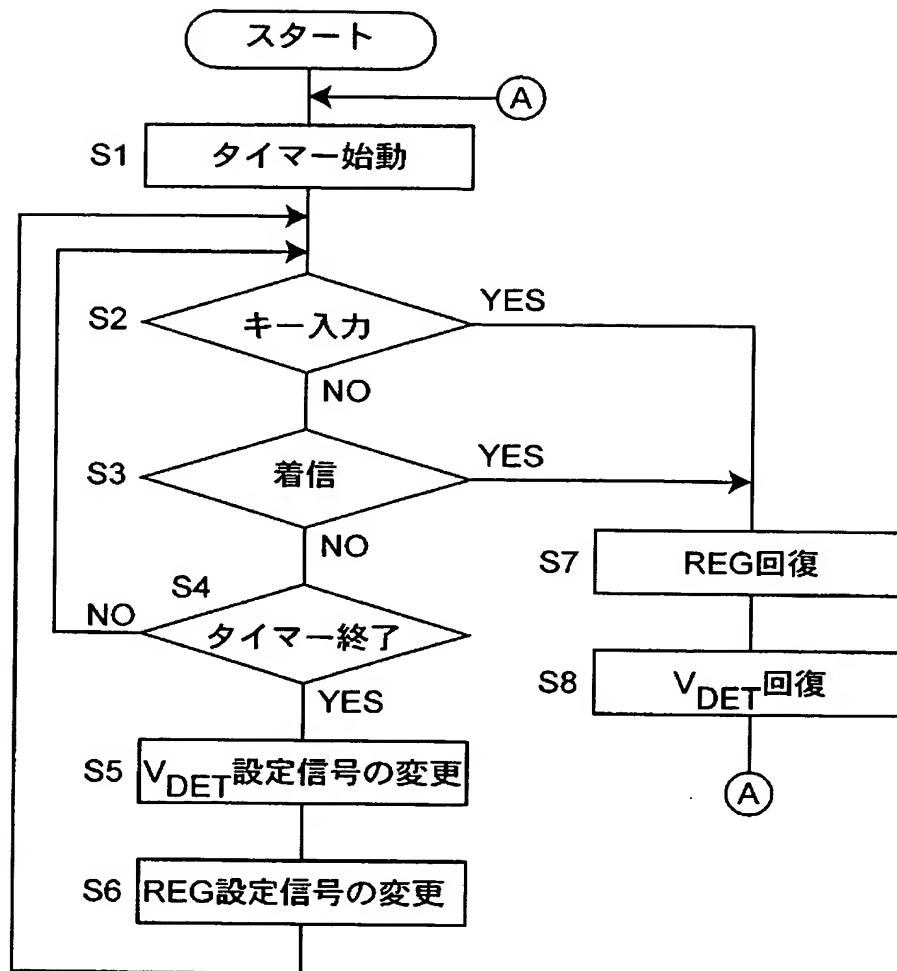 スタート
A
S1
タイマー始動
S2
キー入力
YES
NO
S3
着信
YES
NO
S7
REG回復
S4
NO
タイマー終了
YES
S8
VDET回復
S5
VDET設定信号の変更
A
S6
REG設定信号の変更